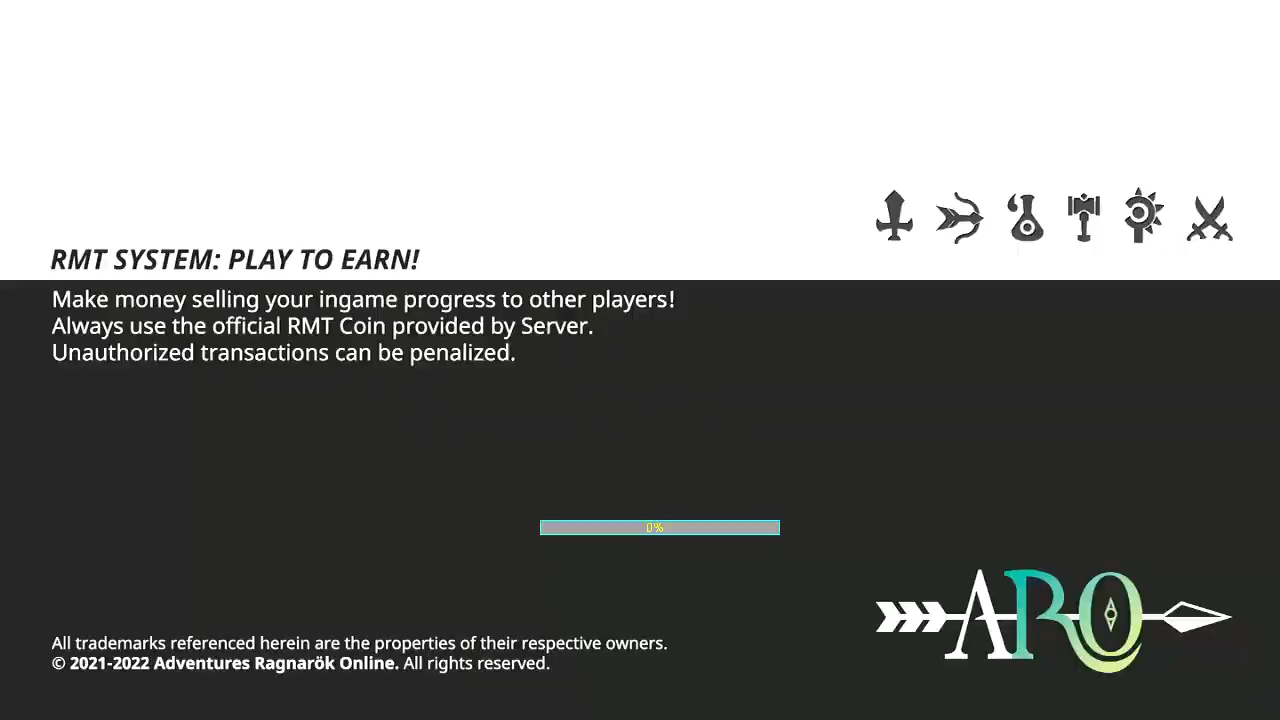 RMT SYSTEM: PLAY TO EARN!
Make money selling your ingame progress to other players!
Always use the official RMT Coin provided by Server.
Unauthorized transactions can be penalized.
0%
ARO
All trademarks referenced herein are the properties of their respective owners.
© 2021-2022 Adventures Ragnarök Online. All rights reserved.